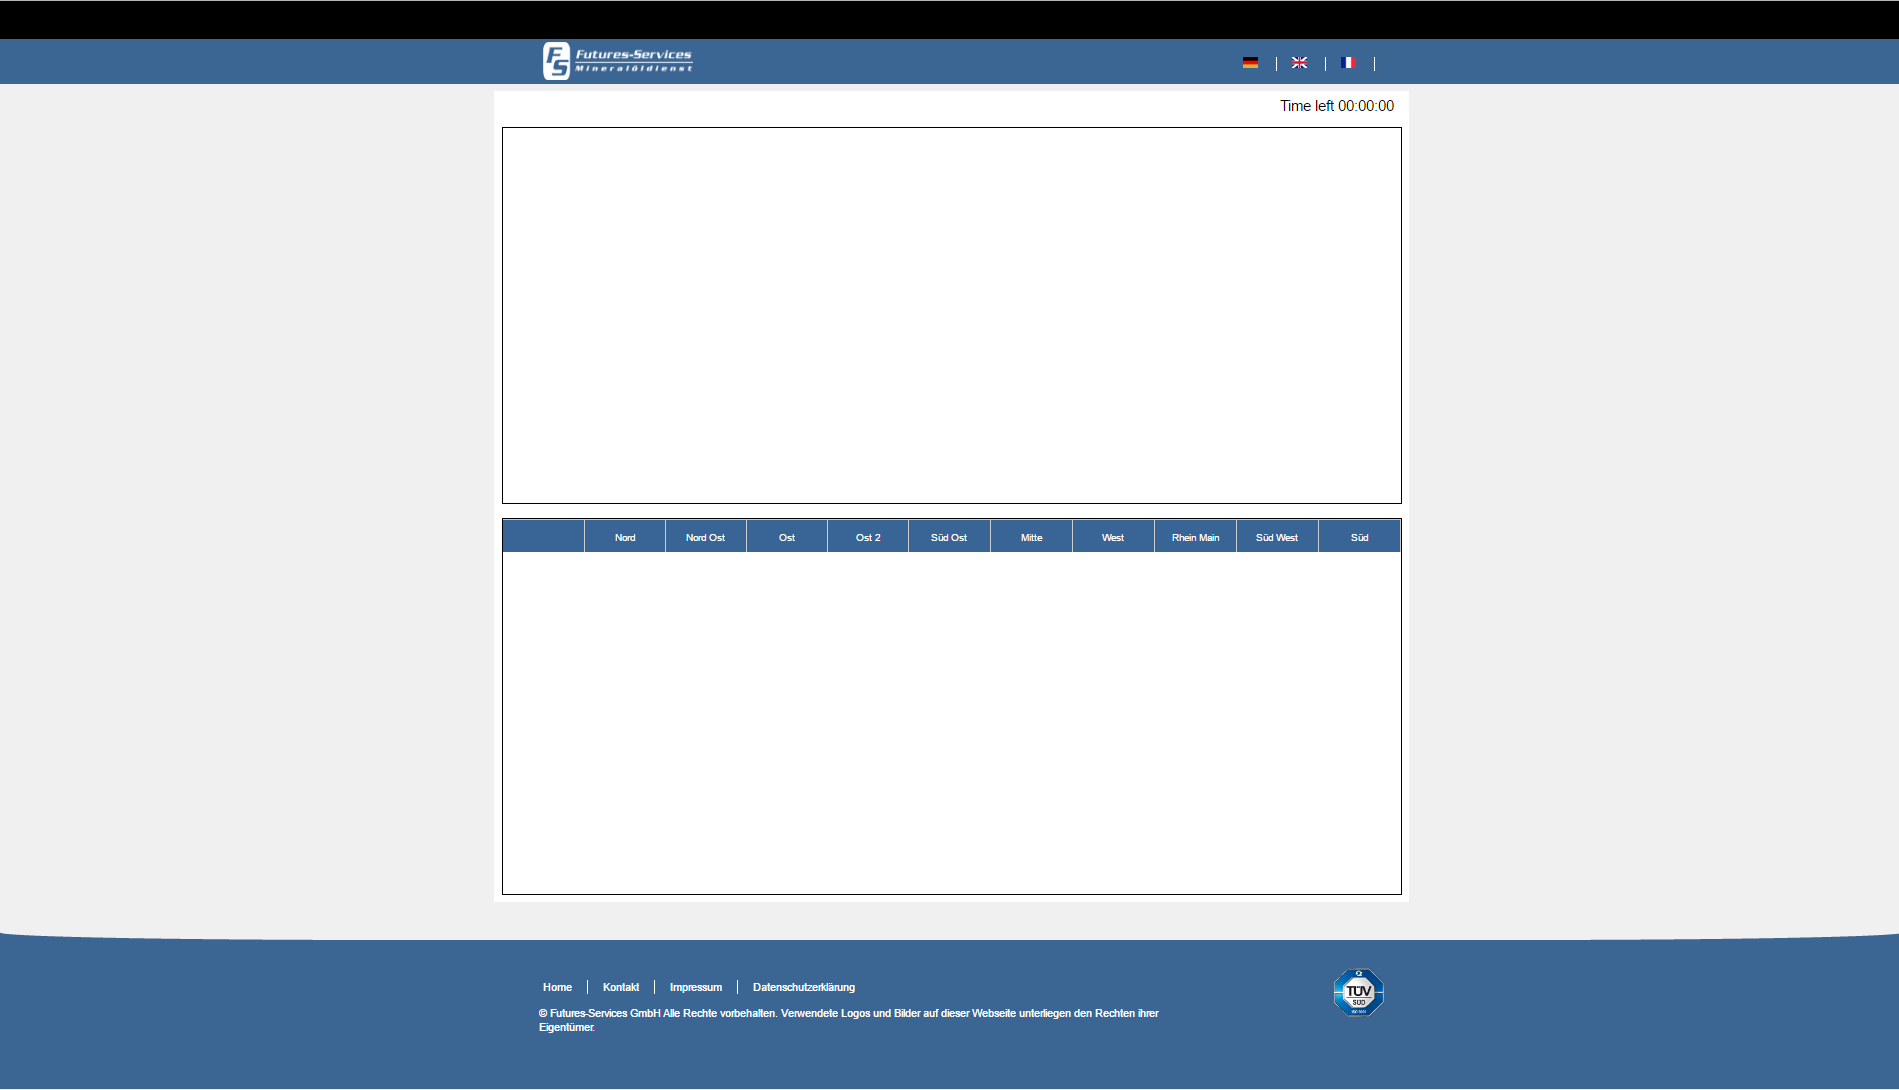 FS Futures-Services
Mineralöldienst
Time left 00:00:00
Nord Nord Ost Ost Ost 2 Süd Ost Mitte West Rhein Main Süd West Süd
Home Kontakt Impressum Datenschutzerklärung
© Futures-Services GmbH Alle Rechte vorbehalten. Verwendete Logos und Bilder auf dieser Webseite unterliegen den Rechten ihrer
Eigentümer.
TÜV
SÜD
ISO 9001